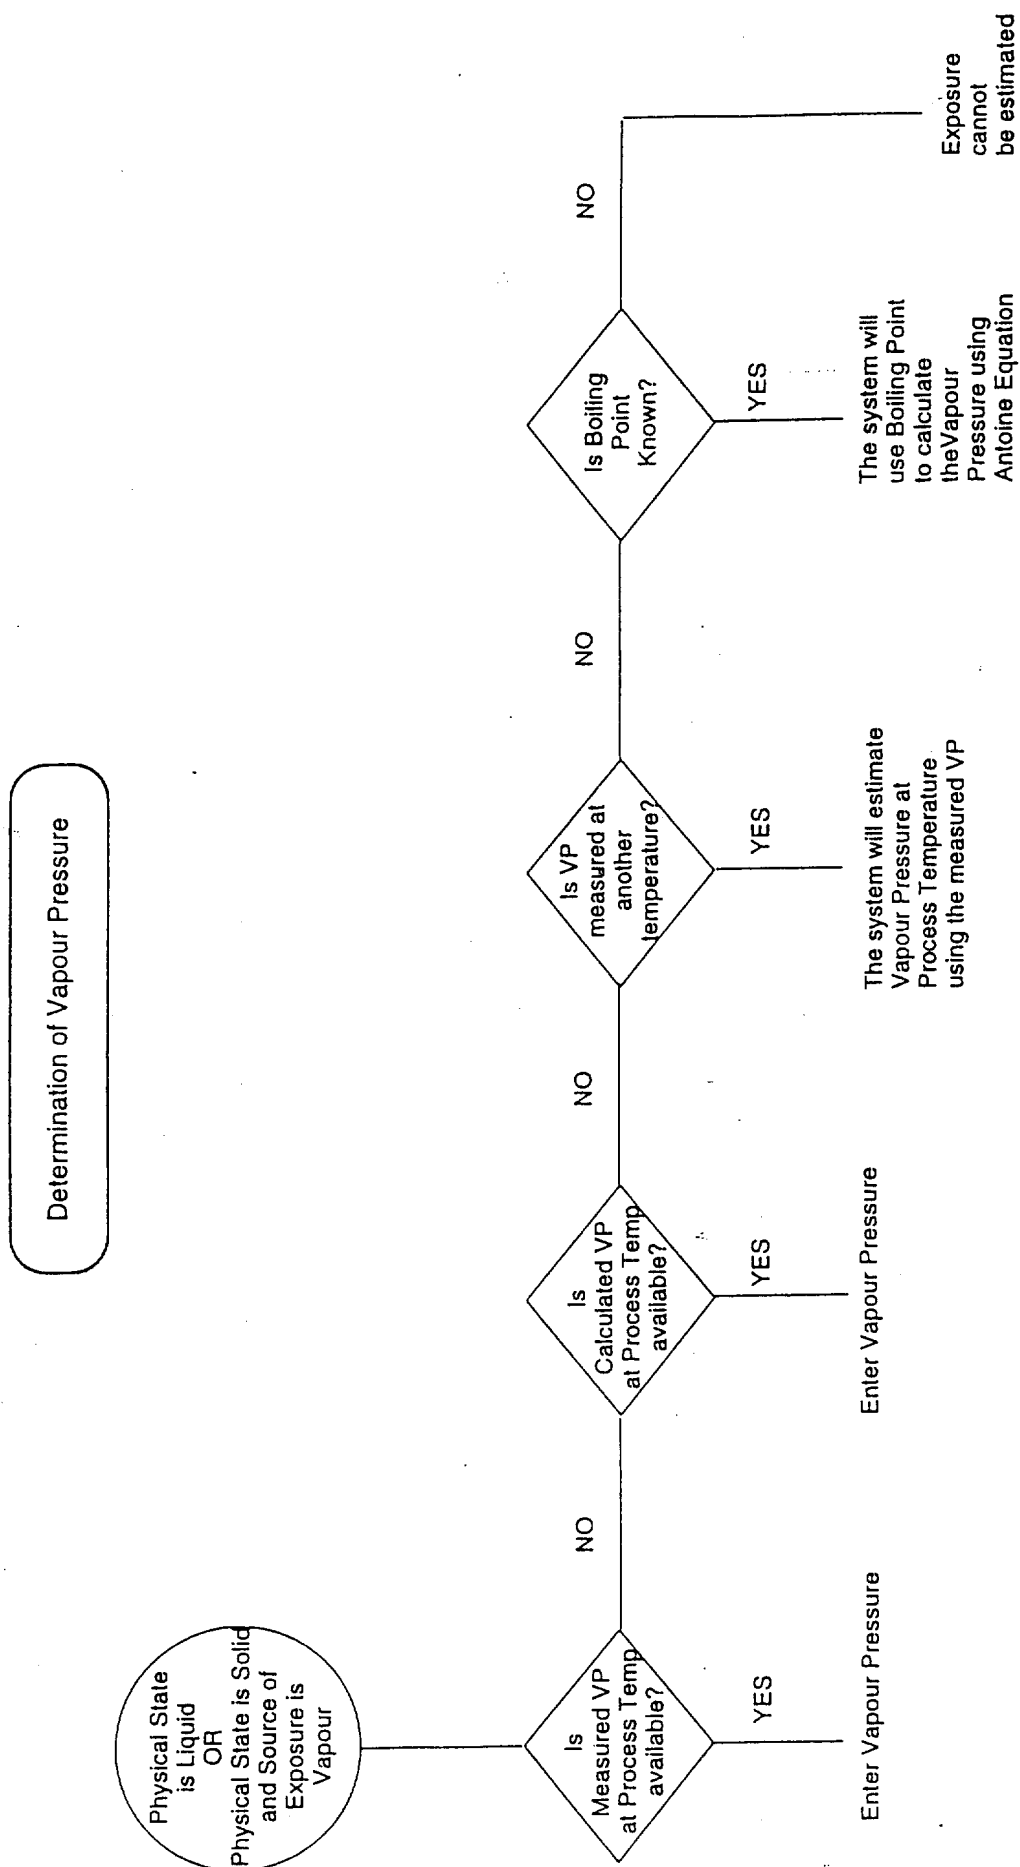 Determination of Vapour Pressure
Physical State
is Liquid
OR
Physical State is Solid
and Source of
Exposure is
Vapour
Is
Measured VP
at Process Temp
available?
YES
Enter Vapour Pressure
NO
Is
Calculated VP
at Process Temp
available?
YES
Enter Vapour Pressure
NO
Is VP
measured at
another
temperature?
YES
The system will estimate
Vapour Pressure at
Process Temperature
using the measured VP
NO
Is Boiling
Point
Known?
YES
The system will
use Boiling Point
to calculate
theVapour
Pressure using
Antoine Equation
NO
Exposure
cannot
be estimated